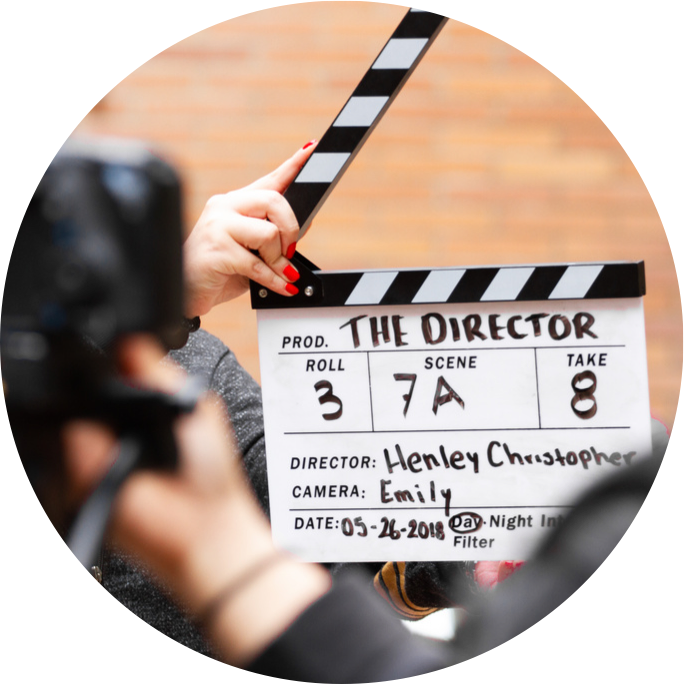 PROD. THE DIRECTOR
ROLL SCENE TAKE
3 7A 8
DIRECTOR: Henley Christopher
CAMERA: Emily
DATE: 05-26-2018 Day·Night Int
Filter